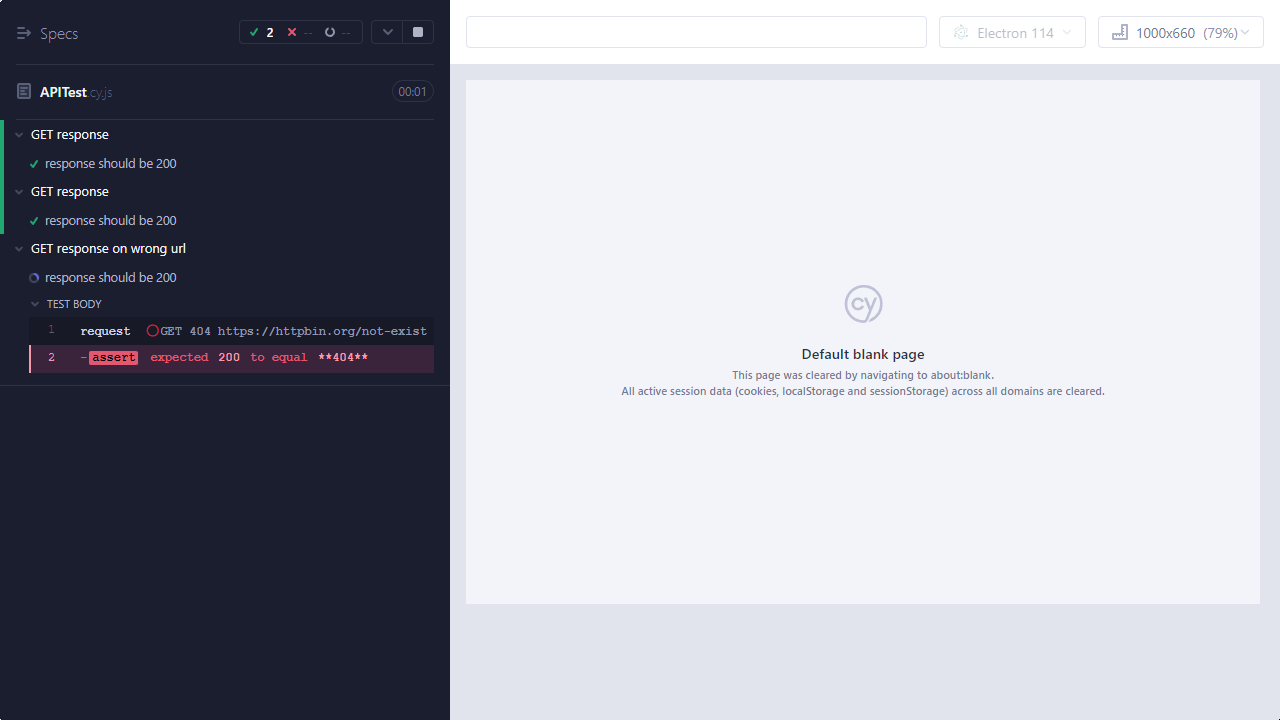 Specs
2 -- --
APITest cy.js
00:01
GET response
response should be 200
GET response
response should be 200
GET response on wrong url
response should be 200
TEST BODY
1 request GET 404 https://httpbin.org/not-exist
2 -assert expected 200 to equal **404**
Electron 114
1000x660 (79%)
cy
Default blank page
This page was cleared by navigating to about:blank.
All active session data (cookies, localStorage and sessionStorage) across all domains are cleared.